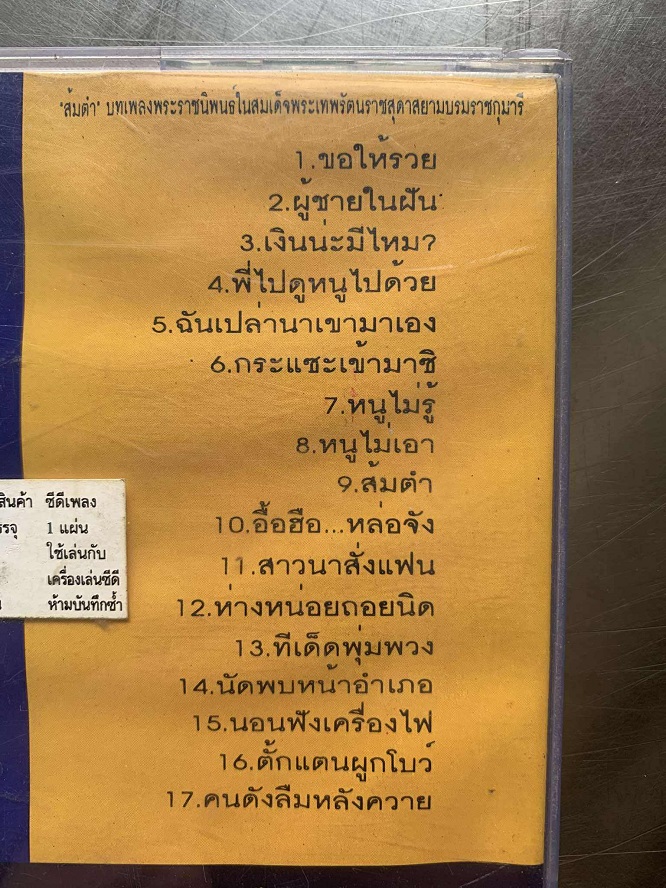 "ส้มตำ" บทเพลงพระราชนิพนธ์ในสมเด็จพระเทพรัตนราชสุดาสยามบรมราชกุมารี
1.ขอให้รวย
2.ผู้ชายในฝัน
3.เงินน่ะมีไหม?
4.พี่ไปดูหนูไปด้วย
5.ฉันเปล่านาเขามาเอง
6.กระแซะเข้ามาซิ
7.หนูไม่รู้
8.หนูไม่เอา
9.ส้มตำ
10.อื้อฮือ...หล่อจัง
11.สาวนาสั่งแฟน
12.ห่างหน่อยถอยนิด
13.ทีเด็ดพุ่มพวง
14.นัดพบหน้าอำเภอ
15.นอนฟังเครื่องไฟ
16.ตั๊กแตนผูกโบว์
17.คนดังลืมหลังควาย
สินค้า ซีดีเพลง
1 แผ่น
ใช้เล่นกับ
เครื่องเล่นซีดี
ห้ามบันทึกซ้ำ